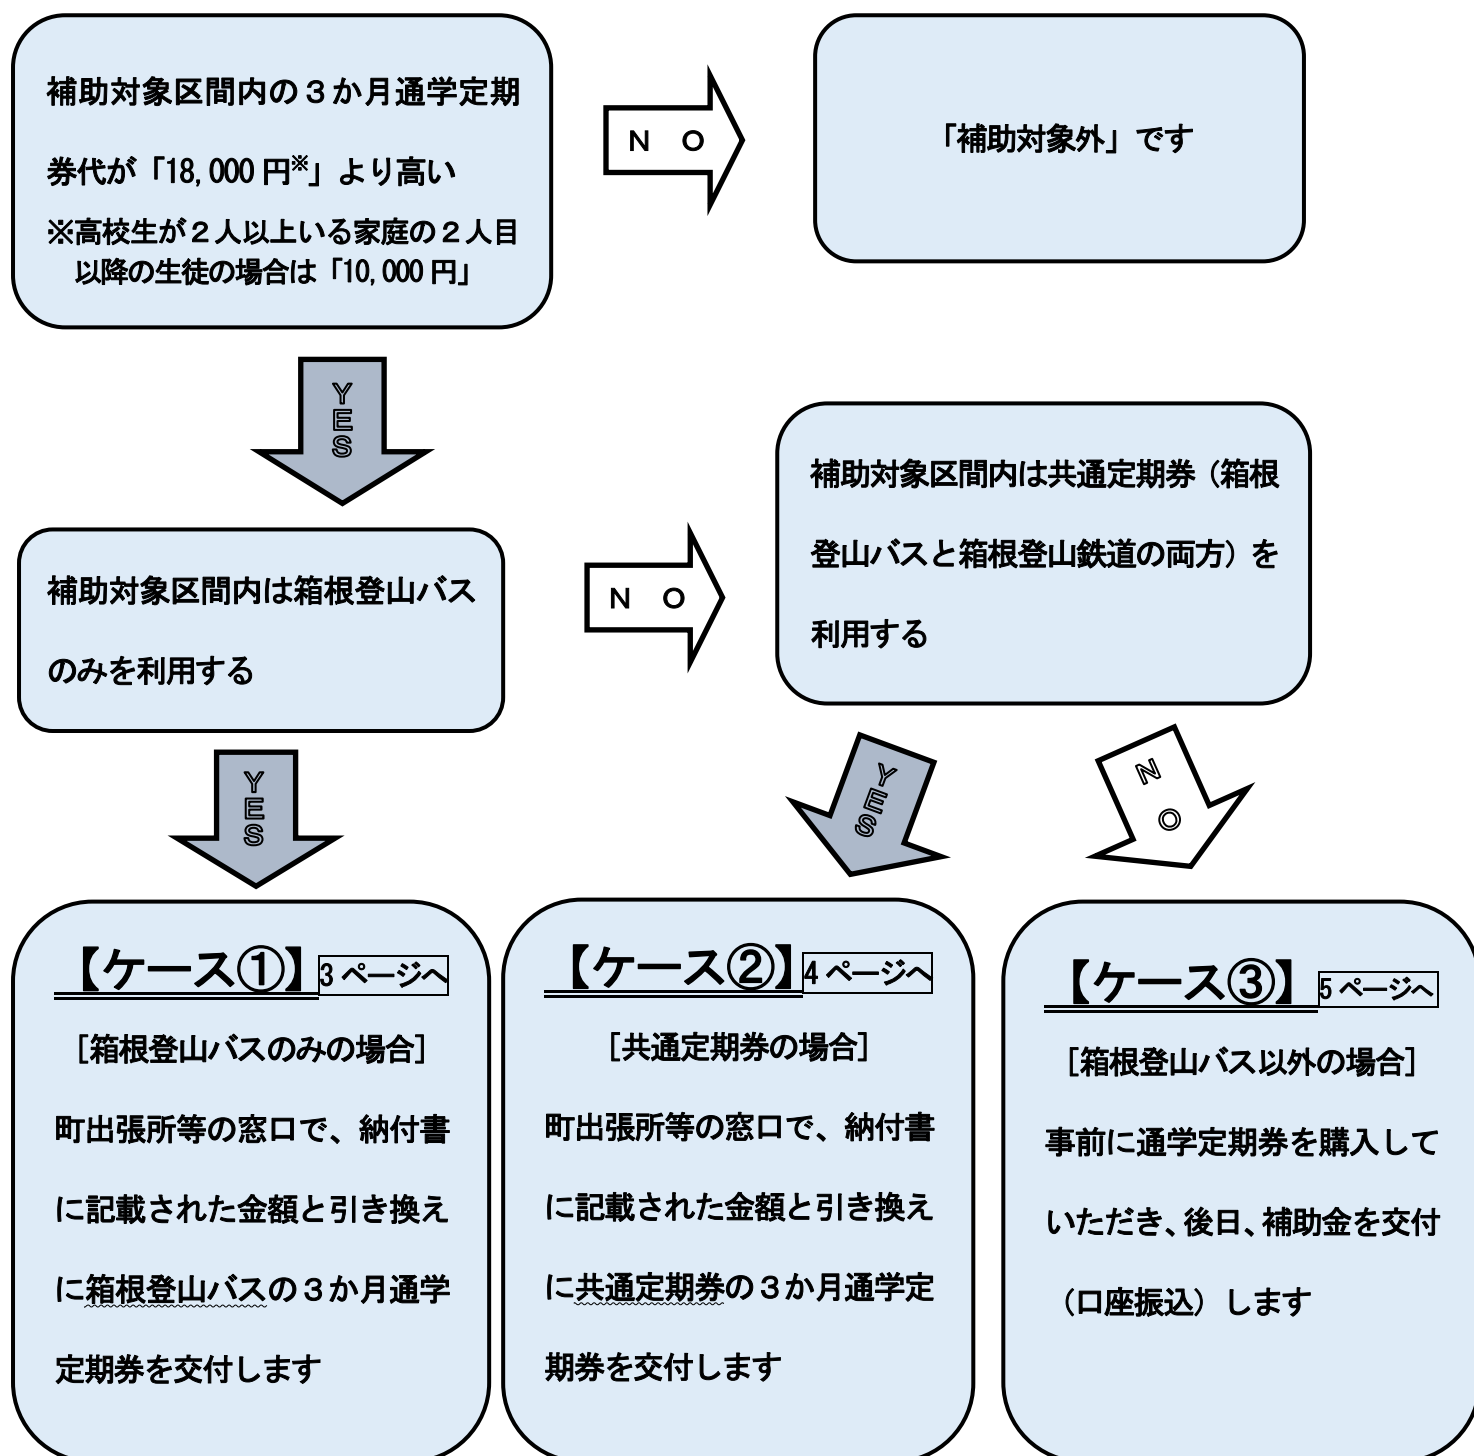 補助対象区間内の３か月通学定期
券代が「18,000円※」より高い
※高校生が２人以上いる家庭の２人目
以降の生徒の場合は「10,000円」
ＮＯ
「補助対象外」です
ＹＥＳ
補助対象区間内は箱根登山バス
のみを利用する
ＮＯ
補助対象区間内は共通定期券（箱根
登山バスと箱根登山鉄道の両方）を
利用する
ＹＥＳ
ＹＥＳ
ＮＯ
【ケース①】3ページへ
［箱根登山バスのみの場合］
町出張所等の窓口で、納付書
に記載された金額と引き換え
に箱根登山バスの３か月通学
定期券を交付します
【ケース②】4ページへ
［共通定期券の場合］
町出張所等の窓口で、納付書
に記載された金額と引き換え
に共通定期券の３か月通学定
期券を交付します
【ケース③】5ページへ
［箱根登山バス以外の場合］
事前に通学定期券を購入して
いただき、後日、補助金を交付
（口座振込）します